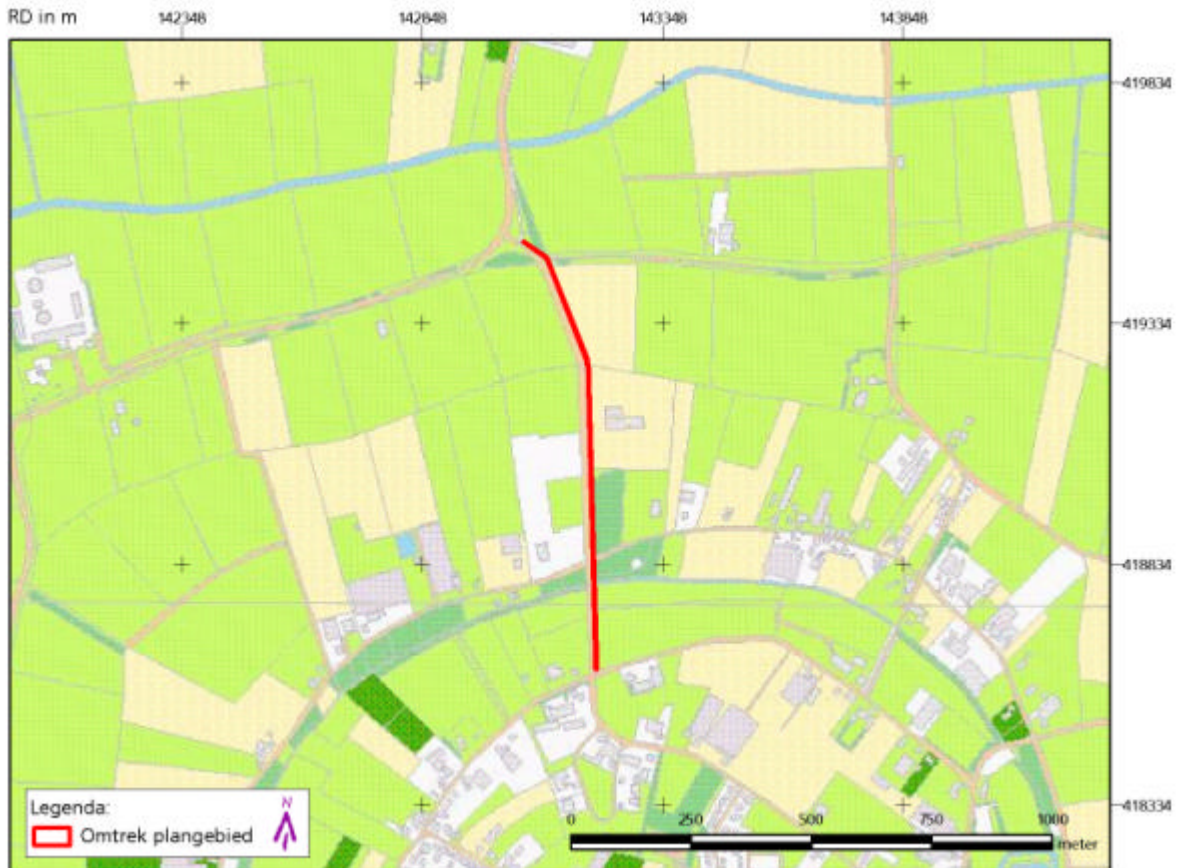 RD in m 142348 142848 143348 143848
419834
419334
418834
418334
Legenda:
Omtrek plangebied
N
0 250 500 750 1000
meter